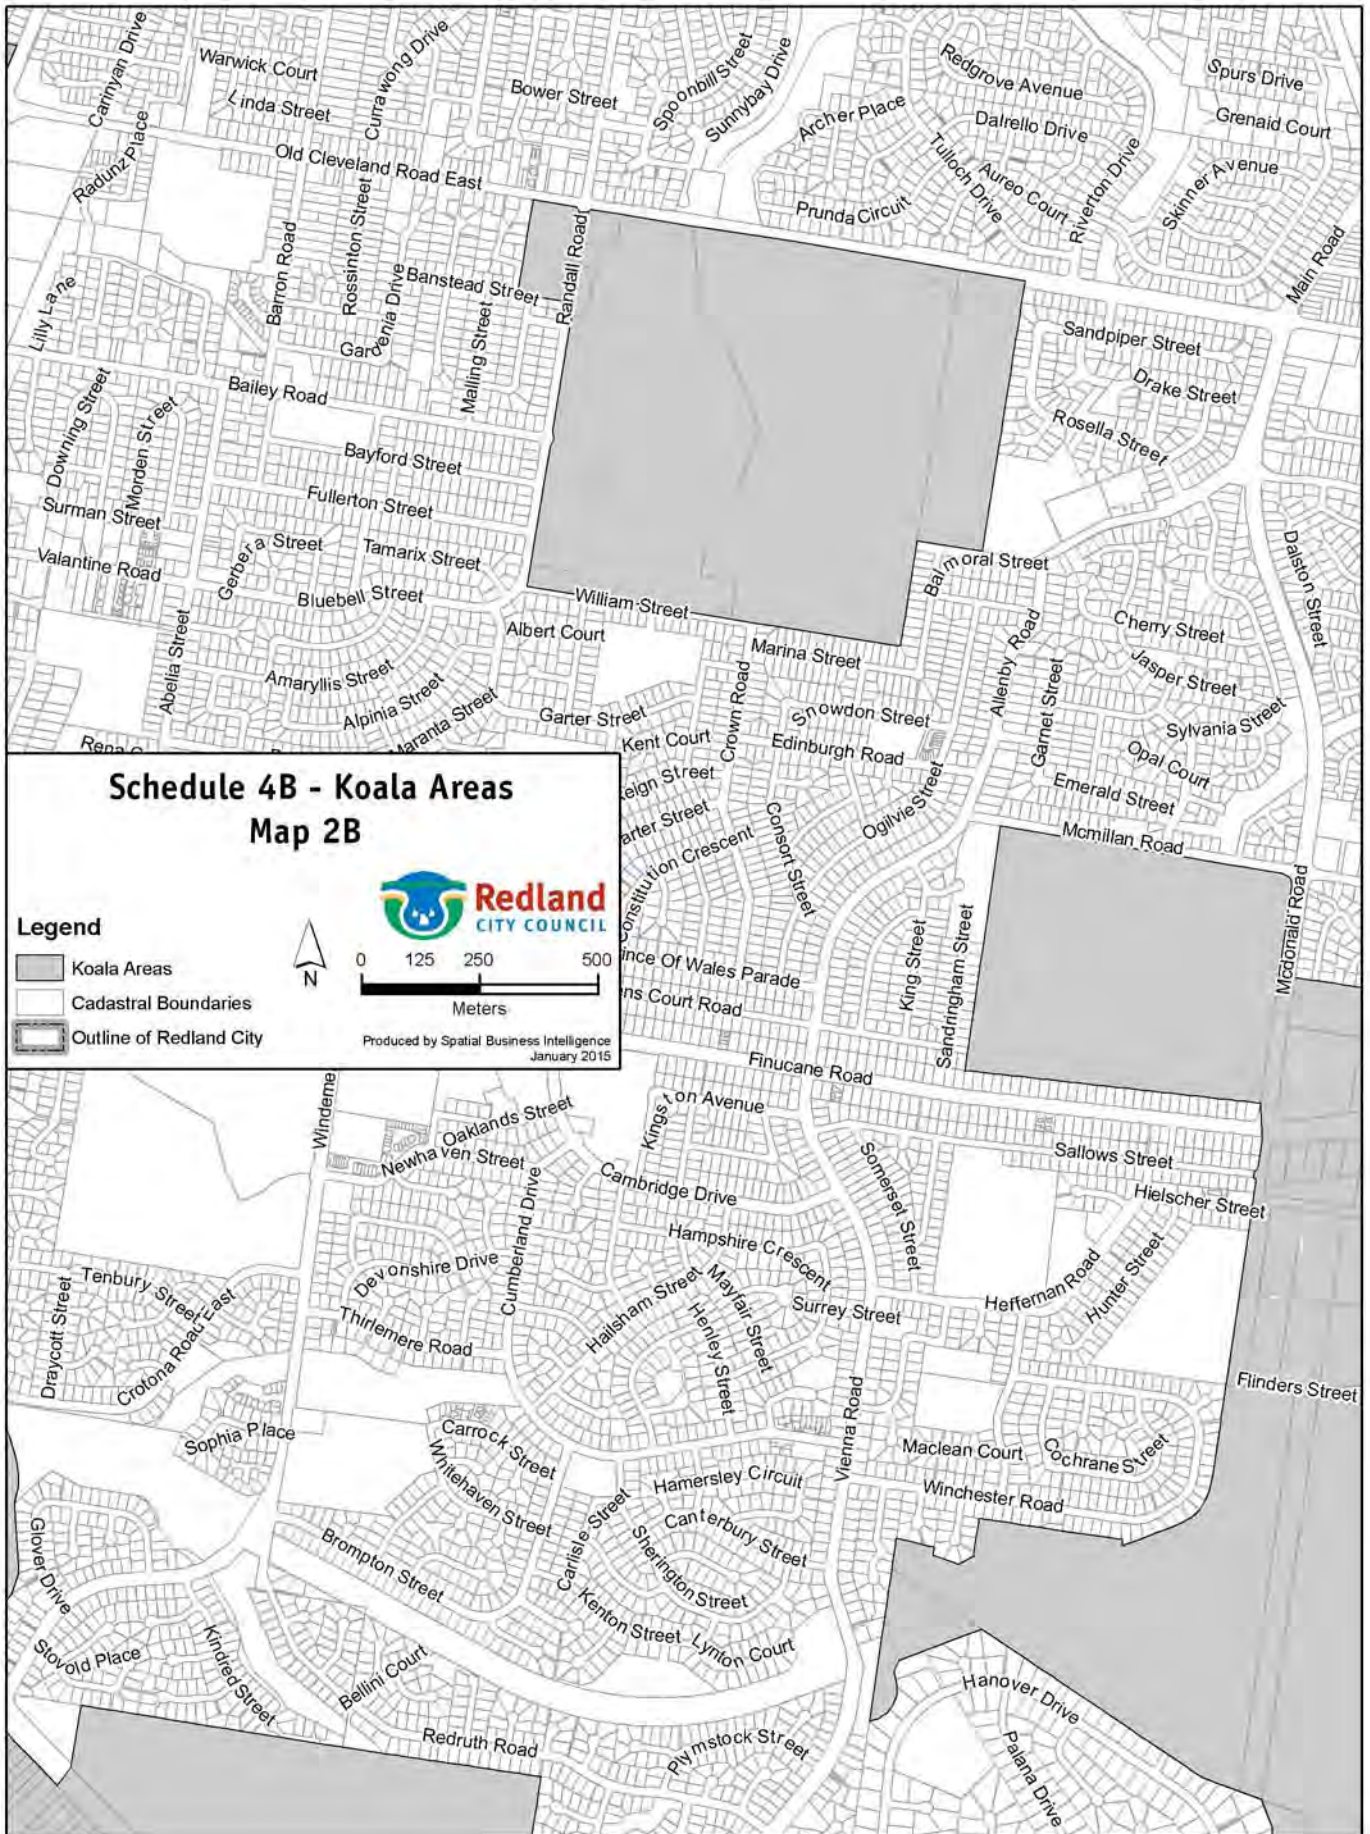 Carinyan Drive
Warwick Court
Currawong Drive
Linda Street
Bower Street
Spoonbill Street
Sunnybay Drive
Redgrove Avenue
Spurs Drive
Archer Place
Dalrello Drive
Grenaid Court
Radunz Place
Old Cleveland Road East
Tulloch Drive
Aureo Court
Riverton Drive
Skinner Avenue
Prunda Circuit
Main Road
Lilly Lane
Barron Road
Rossinton Street
Gardenia Drive
Banstead Street
Randall Road
Malling Street
Sandpiper Street
Drake Street
Bailey Road
Rosella Street
Downing Street
Morden Street
Bayford Street
Fullerton Street
Surman Street
Gerbera Street
Tamarix Street
Valantine Road
Bluebell Street
Balmoral Street
Dalston Street
William Street
Albert Court
Marina Street
Cherry Street
Jasper Street
Abelia Street
Amaryllis Street
Alpinia Street
Maranta Street
Garter Street
Crown Road
Snowdon Street
Allenby Road
Garnet Street
Sylvania Street
Kent Court
Edinburgh Road
Opal Court
Emerald Street
Reign Street
Ogilvie Street
Mcmillan Road
arter Street
Constitution Crescent
Consort Street
Schedule 4B - Koala Areas
Map 2B
Redland
CITY COUNCIL
Legend
Koala Areas
Cadastral Boundaries
Outline of Redland City
N
0 125 250 500
Meters
Produced by Spatial Business Intelligence
January 2015
King Street
Sandringham Street
Mcdonald Road
ince Of Wales Parade
ens Court Road
Finucane Road
Windeme
Oaklands Street
Kingston Avenue
Newhaven Street
Cambridge Drive
Somerset Street
Sallows Street
Hielscher Street
Cumberland Drive
Hampshire Crescent
Devonshire Drive
Tenbury Street
Draycott Street
Crotona Road East
Thirlemere Road
Hailsham Street
Mayfair Street
Henley Street
Surrey Street
Heffernan Road
Hunter Street
Flinders Street
Sophia Place
Carrock Street
Whitehaven Street
Vienna Road
Maclean Court
Cochrane Street
Hamersley Circuit
Winchester Road
Canterbury Street
Carlisle Street
Sherington Street
Glover Drive
Brompton Street
Kenton Street
Lynton Court
Stovold Place
Kindred Street
Bellini Court
Hanover Drive
Redruth Road
Plymstock Street
Palana Drive